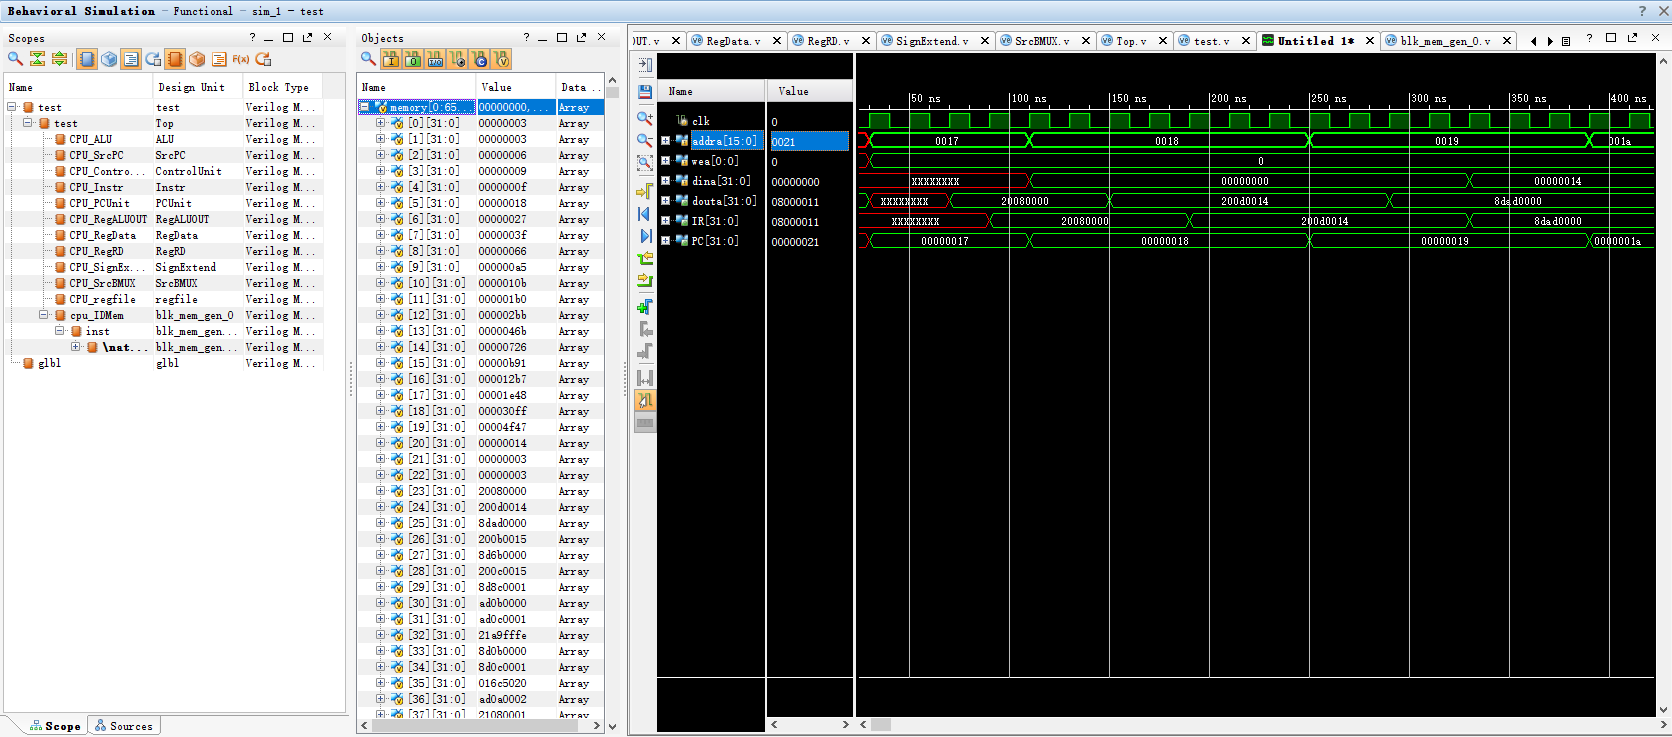 Behavioral Simulation - Functional - sim_1 - test
Scopes
Name Design Unit Block Type
test test Verilog M...
test Top Verilog M...
CPU_ALU ALU Verilog M...
CPU_SrcPC SrcPC Verilog M...
CPU_Contro... ControlUnit Verilog M...
CPU_Instr Instr Verilog M...
CPU_PCUnit PCUnit Verilog M...
CPU_RegALUOUT RegALUOUT Verilog M...
CPU_RegData RegData Verilog M...
CPU_RegRD RegRD Verilog M...
CPU_SignEx... SignExtend Verilog M...
CPU_SrcBMUX SrcBMUX Verilog M...
CPU_regfile regfile Verilog M...
cpu_IDMem blk_mem_gen_0 Verilog M...
inst blk_mem_gen... Verilog M...
\nat... blk_mem_gen... Verilog M...
glbl glbl Verilog M...
Scope Sources
Objects
Name Value Data ...
memory[0:65... 00000000,... Array
[0][31:0] 00000003 Array
[1][31:0] 00000003 Array
[2][31:0] 00000006 Array
[3][31:0] 00000009 Array
[4][31:0] 0000000f Array
[5][31:0] 00000018 Array
[6][31:0] 00000027 Array
[7][31:0] 0000003f Array
[8][31:0] 00000066 Array
[9][31:0] 000000a5 Array
[10][31:0] 0000010b Array
[11][31:0] 000001b0 Array
[12][31:0] 000002bb Array
[13][31:0] 0000046b Array
[14][31:0] 00000726 Array
[15][31:0] 00000b91 Array
[16][31:0] 000012b7 Array
[17][31:0] 00001e48 Array
[18][31:0] 000030ff Array
[19][31:0] 00004f47 Array
[20][31:0] 00000014 Array
[21][31:0] 00000003 Array
[22][31:0] 00000003 Array
[23][31:0] 20080000 Array
[24][31:0] 200d0014 Array
[25][31:0] 8dad0000 Array
[26][31:0] 200b0015 Array
[27][31:0] 8d6b0000 Array
[28][31:0] 200c0015 Array
[29][31:0] 8d8c0001 Array
[30][31:0] ad0b0000 Array
[31][31:0] ad0c0001 Array
[32][31:0] 21a9fffe Array
[33][31:0] 8d0b0000 Array
[34][31:0] 8d0c0001 Array
[35][31:0] 016c5020 Array
[36][31:0] ad0a0002 Array
[37][31:0] 21080001 Array
OUT.v RegData.v RegRD.v SignExtend.v SrcBMUX.v Top.v test.v Untitled 1* blk_mem_gen_0.v
Name Value
50 ns 100 ns 150 ns 200 ns 250 ns 300 ns 350 ns 400 ns
clk 0
addra[15:0] 0021 0017 0018 0019 001a
wea[0:0] 0 0
dina[31:0] 00000000 XXXXXXXX 00000000 00000014
douta[31:0] 08000011 XXXXXXXX 20080000 200d0014 8dad0000
IR[31:0] 08000011 XXXXXXXX 20080000 200d0014 8dad0000
PC[31:0] 00000021 00000017 00000018 00000019 0000001a